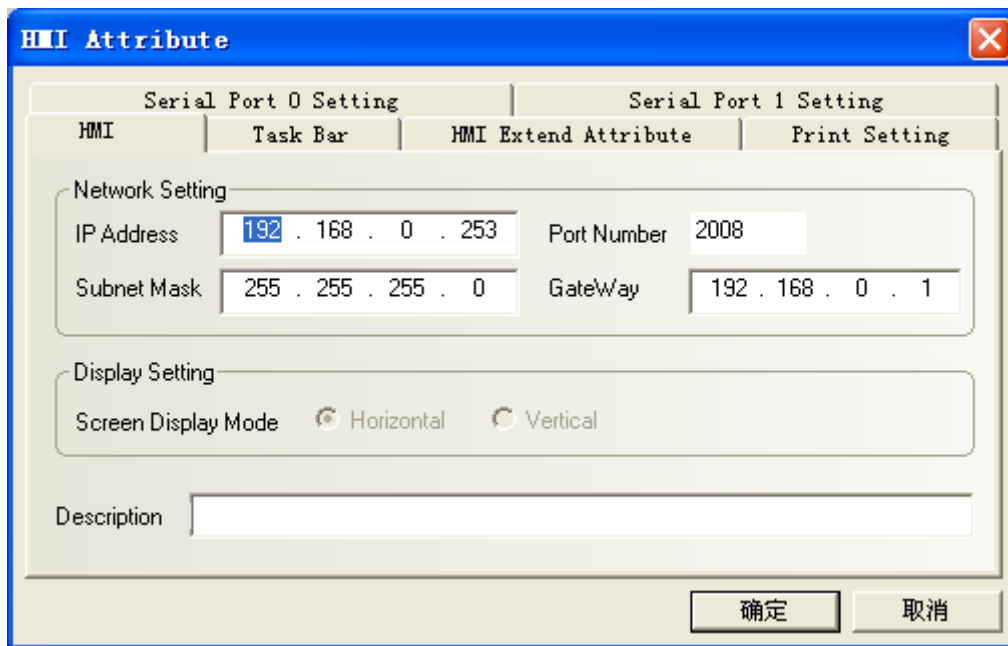 HMI Attribute
Serial Port 0 Setting Serial Port 1 Setting
HMI Task Bar HMI Extend Attribute Print Setting
Network Setting
IP Address 192 . 168 . 0 . 253 Port Number 2008
Subnet Mask 255 . 255 . 255 . 0 GateWay 192 . 168 . 0 . 1
Display Setting
Screen Display Mode Horizontal Vertical
Description
确定 取消